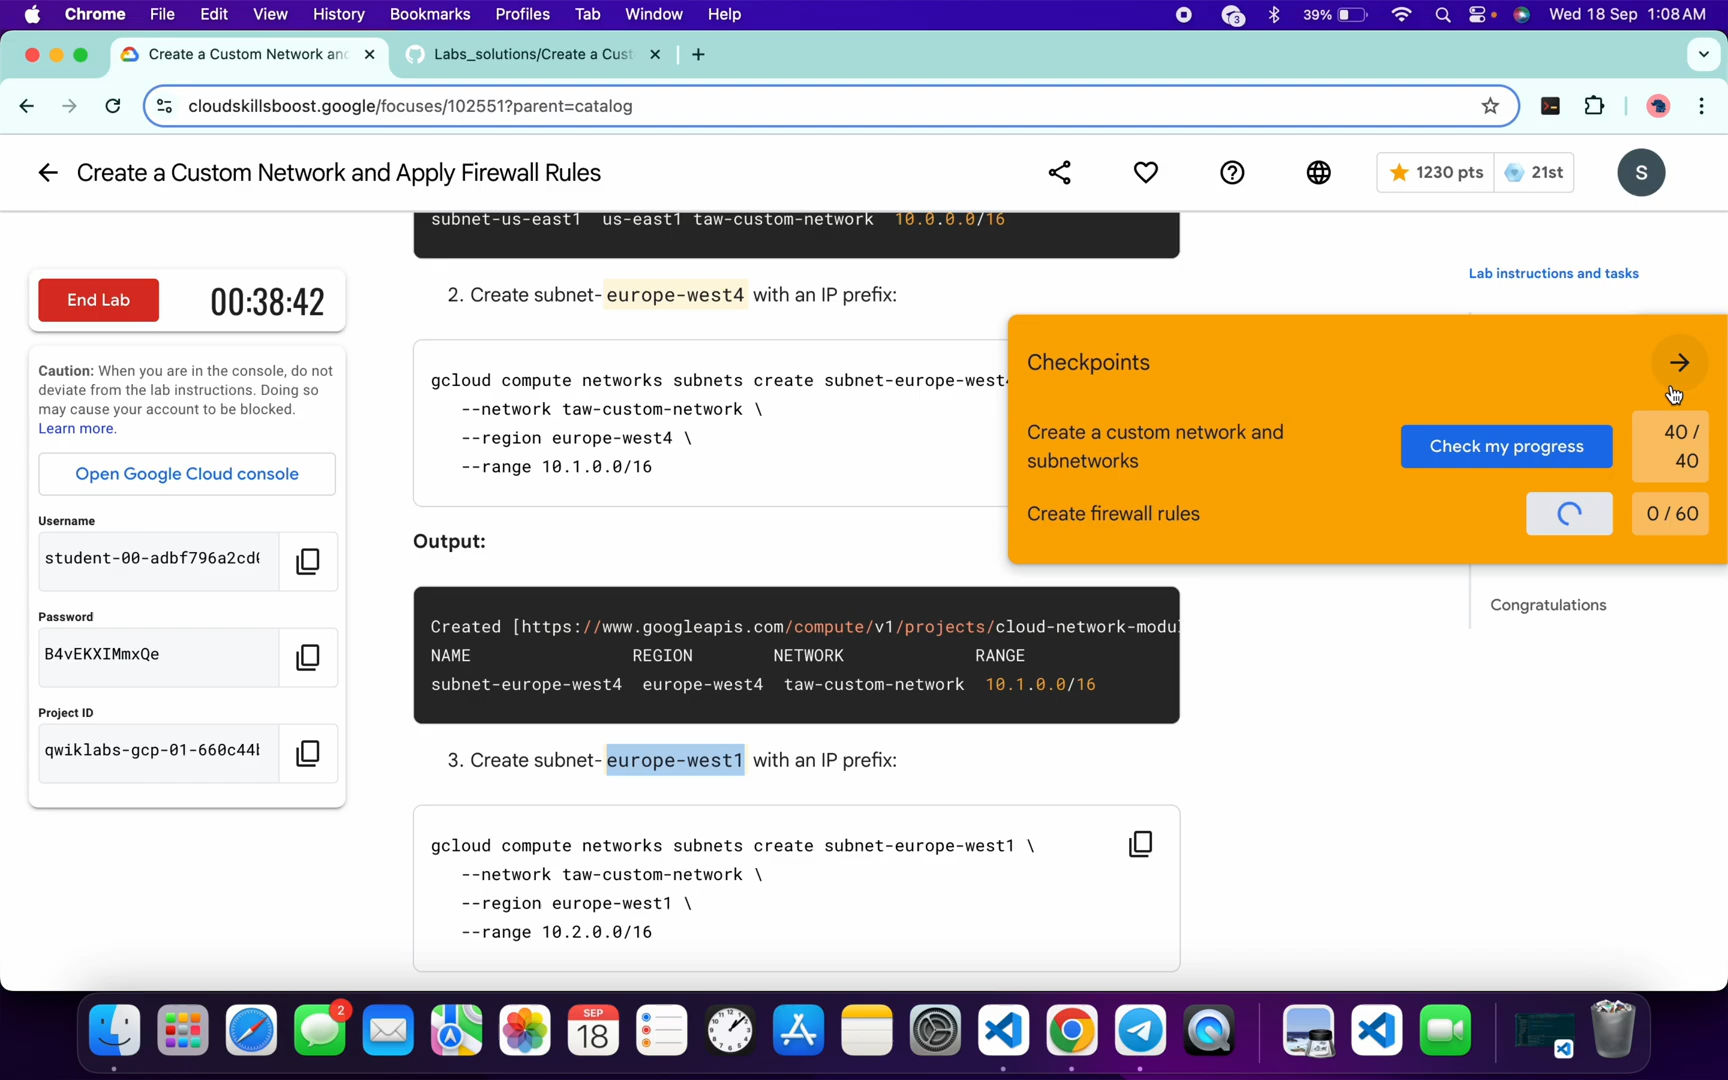 Chrome File Edit View History Bookmarks Profiles Tab Window Help 3 39% Wed 18 Sep 1:08 AM
Create a Custom Network and Labs_solutions/Create a Cust
cloudskillsboost.google/focuses/102551?parent=catalog
Create a Custom Network and Apply Firewall Rules 1230 pts 21st S
subnet-us-east1 us-east1 taw-custom-network 10.0.0.0/16
End Lab 00:38:42
Caution: When you are in the console, do not
deviate from the lab instructions. Doing so
may cause your account to be blocked.
Learn more.
Open Google Cloud console
Username
student-00-adbf796a2cd
Password
B4vEKXIMmxQe
Project ID
qwiklabs-gcp-01-660c44
2. Create subnet-europe-west4 with an IP prefix:
gcloud compute networks subnets create subnet-europe-west4
--network taw-custom-network \
--region europe-west4 \
--range 10.1.0.0/16
Output:
Created [https://www.googleapis.com/compute/v1/projects/cloud-network-modul
NAME REGION NETWORK RANGE
subnet-europe-west4 europe-west4 taw-custom-network 10.1.0.0/16
3. Create subnet-europe-west1 with an IP prefix:
gcloud compute networks subnets create subnet-europe-west1 \
--network taw-custom-network \
--region europe-west1 \
--range 10.2.0.0/16
Lab instructions and tasks
Checkpoints
Create a custom network and
subnetworks
Check my progress
40 /
40
Create firewall rules 0 / 60
Congratulations
2
SEP
18